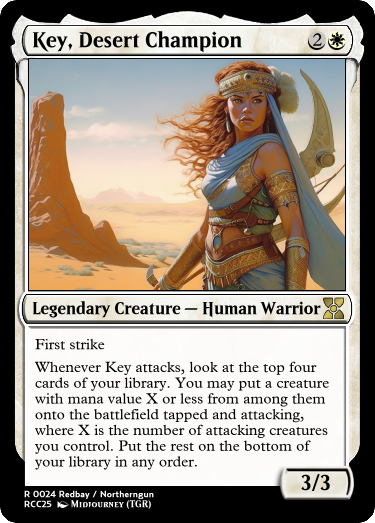 Key, Desert Champion 2
Legendary Creature — Human Warrior
First strike
Whenever Key attacks, look at the top four
cards of your library. You may put a creature
with mana value X or less from among them
onto the battlefield tapped and attacking,
where X is the number of attacking creatures
you control. Put the rest on the bottom of
your library in any order.
3/3
R 0024 Redbay / Northerngun
RCC25 Midjourney (TGR)